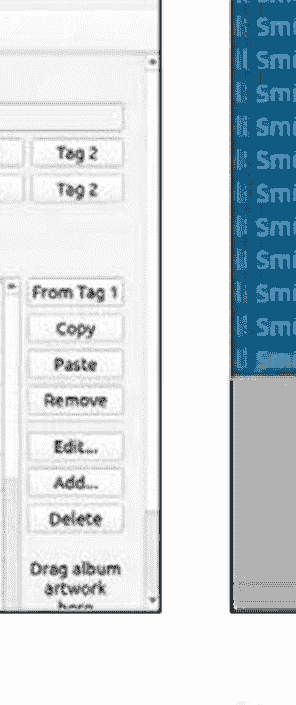 Tag 2
Tag 2
From Tag 1
Copy
Paste
Remove
Edit...
Add...
Delete
Drag album
artwork
here
Smi
Smi
Smi
Smi
Smi
Smi
Smi
Smi
Smi
Smi
Smi